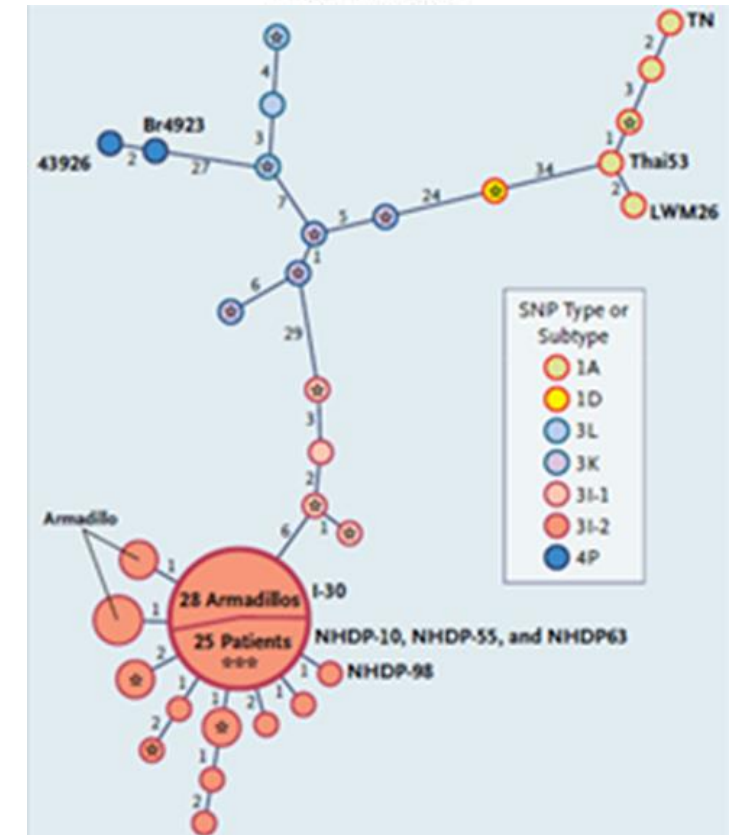 TN
2
3
1
Thai53
2
LWM26
34
24
5
4
3
Br4923
43926
2
27
7
1
6
29
3
2
1
6
SNP Type or
Subtype
1A
1D
3L
3K
3I-1
3I-2
4P
Armadillo
1
1
28 Armadillos
I-30
25 Patients
***
NHDP-10, NHDP-55, and NHDP63
1
NHDP-98
2
1
2
1
1
2
2
1